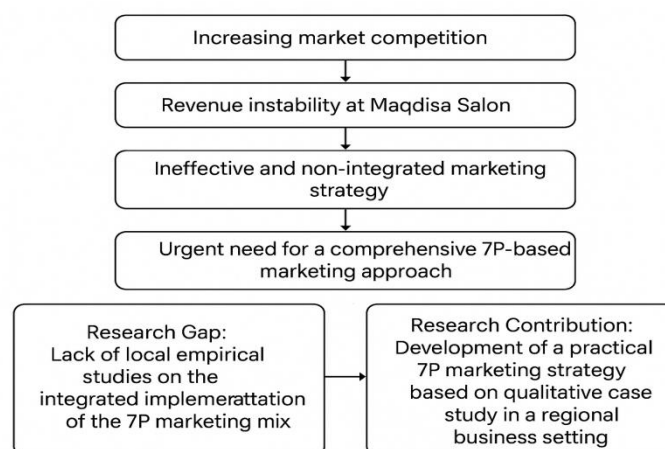 Increasing market competition
Revenue instability at Maqdisa Salon
Ineffective and non-integrated marketing
strategy
Urgent need for a comprehensive 7P-based
marketing approach
Research Gap:
Lack of local empirical
studies on the
integrated implemerattation
of the 7P marketing mix
Research Contribution:
Development of a practical
7P marketing strategy
based on qualitative case
study in a regional
business setting